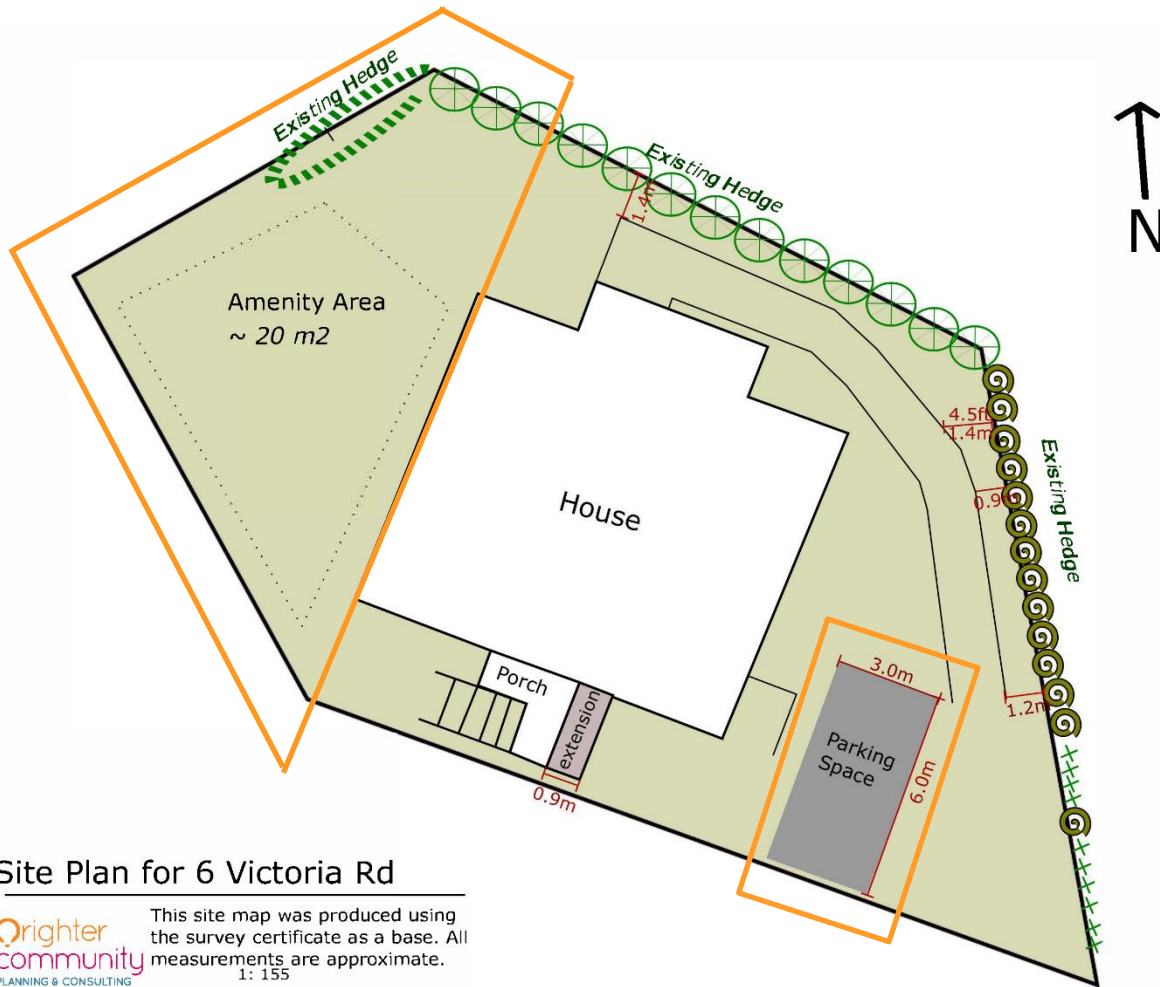 Existing Hedge
Existing Hedge
1.4m
N
Amenity Area
~ 20 m2
4.5ft
1.4m
Existing Hedge
0.9m
House
Porch
extension
0.9m
3.0m
Parking
Space
6.0m
1.2m
Site Plan for 6 Victoria Rd
This site map was produced using
the survey certificate as a base. All
measurements are approximate.
1: 155
Brighter
community
PLANNING & CONSULTING